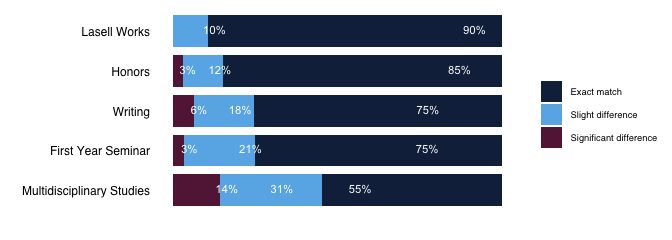 Lasell Works 10% 90%
Honors 3% 12% 85%
Writing 6% 18% 75%
First Year Seminar 3% 21% 75%
Multidisciplinary Studies 14% 31% 55%
Exact match
Slight difference
Significant difference